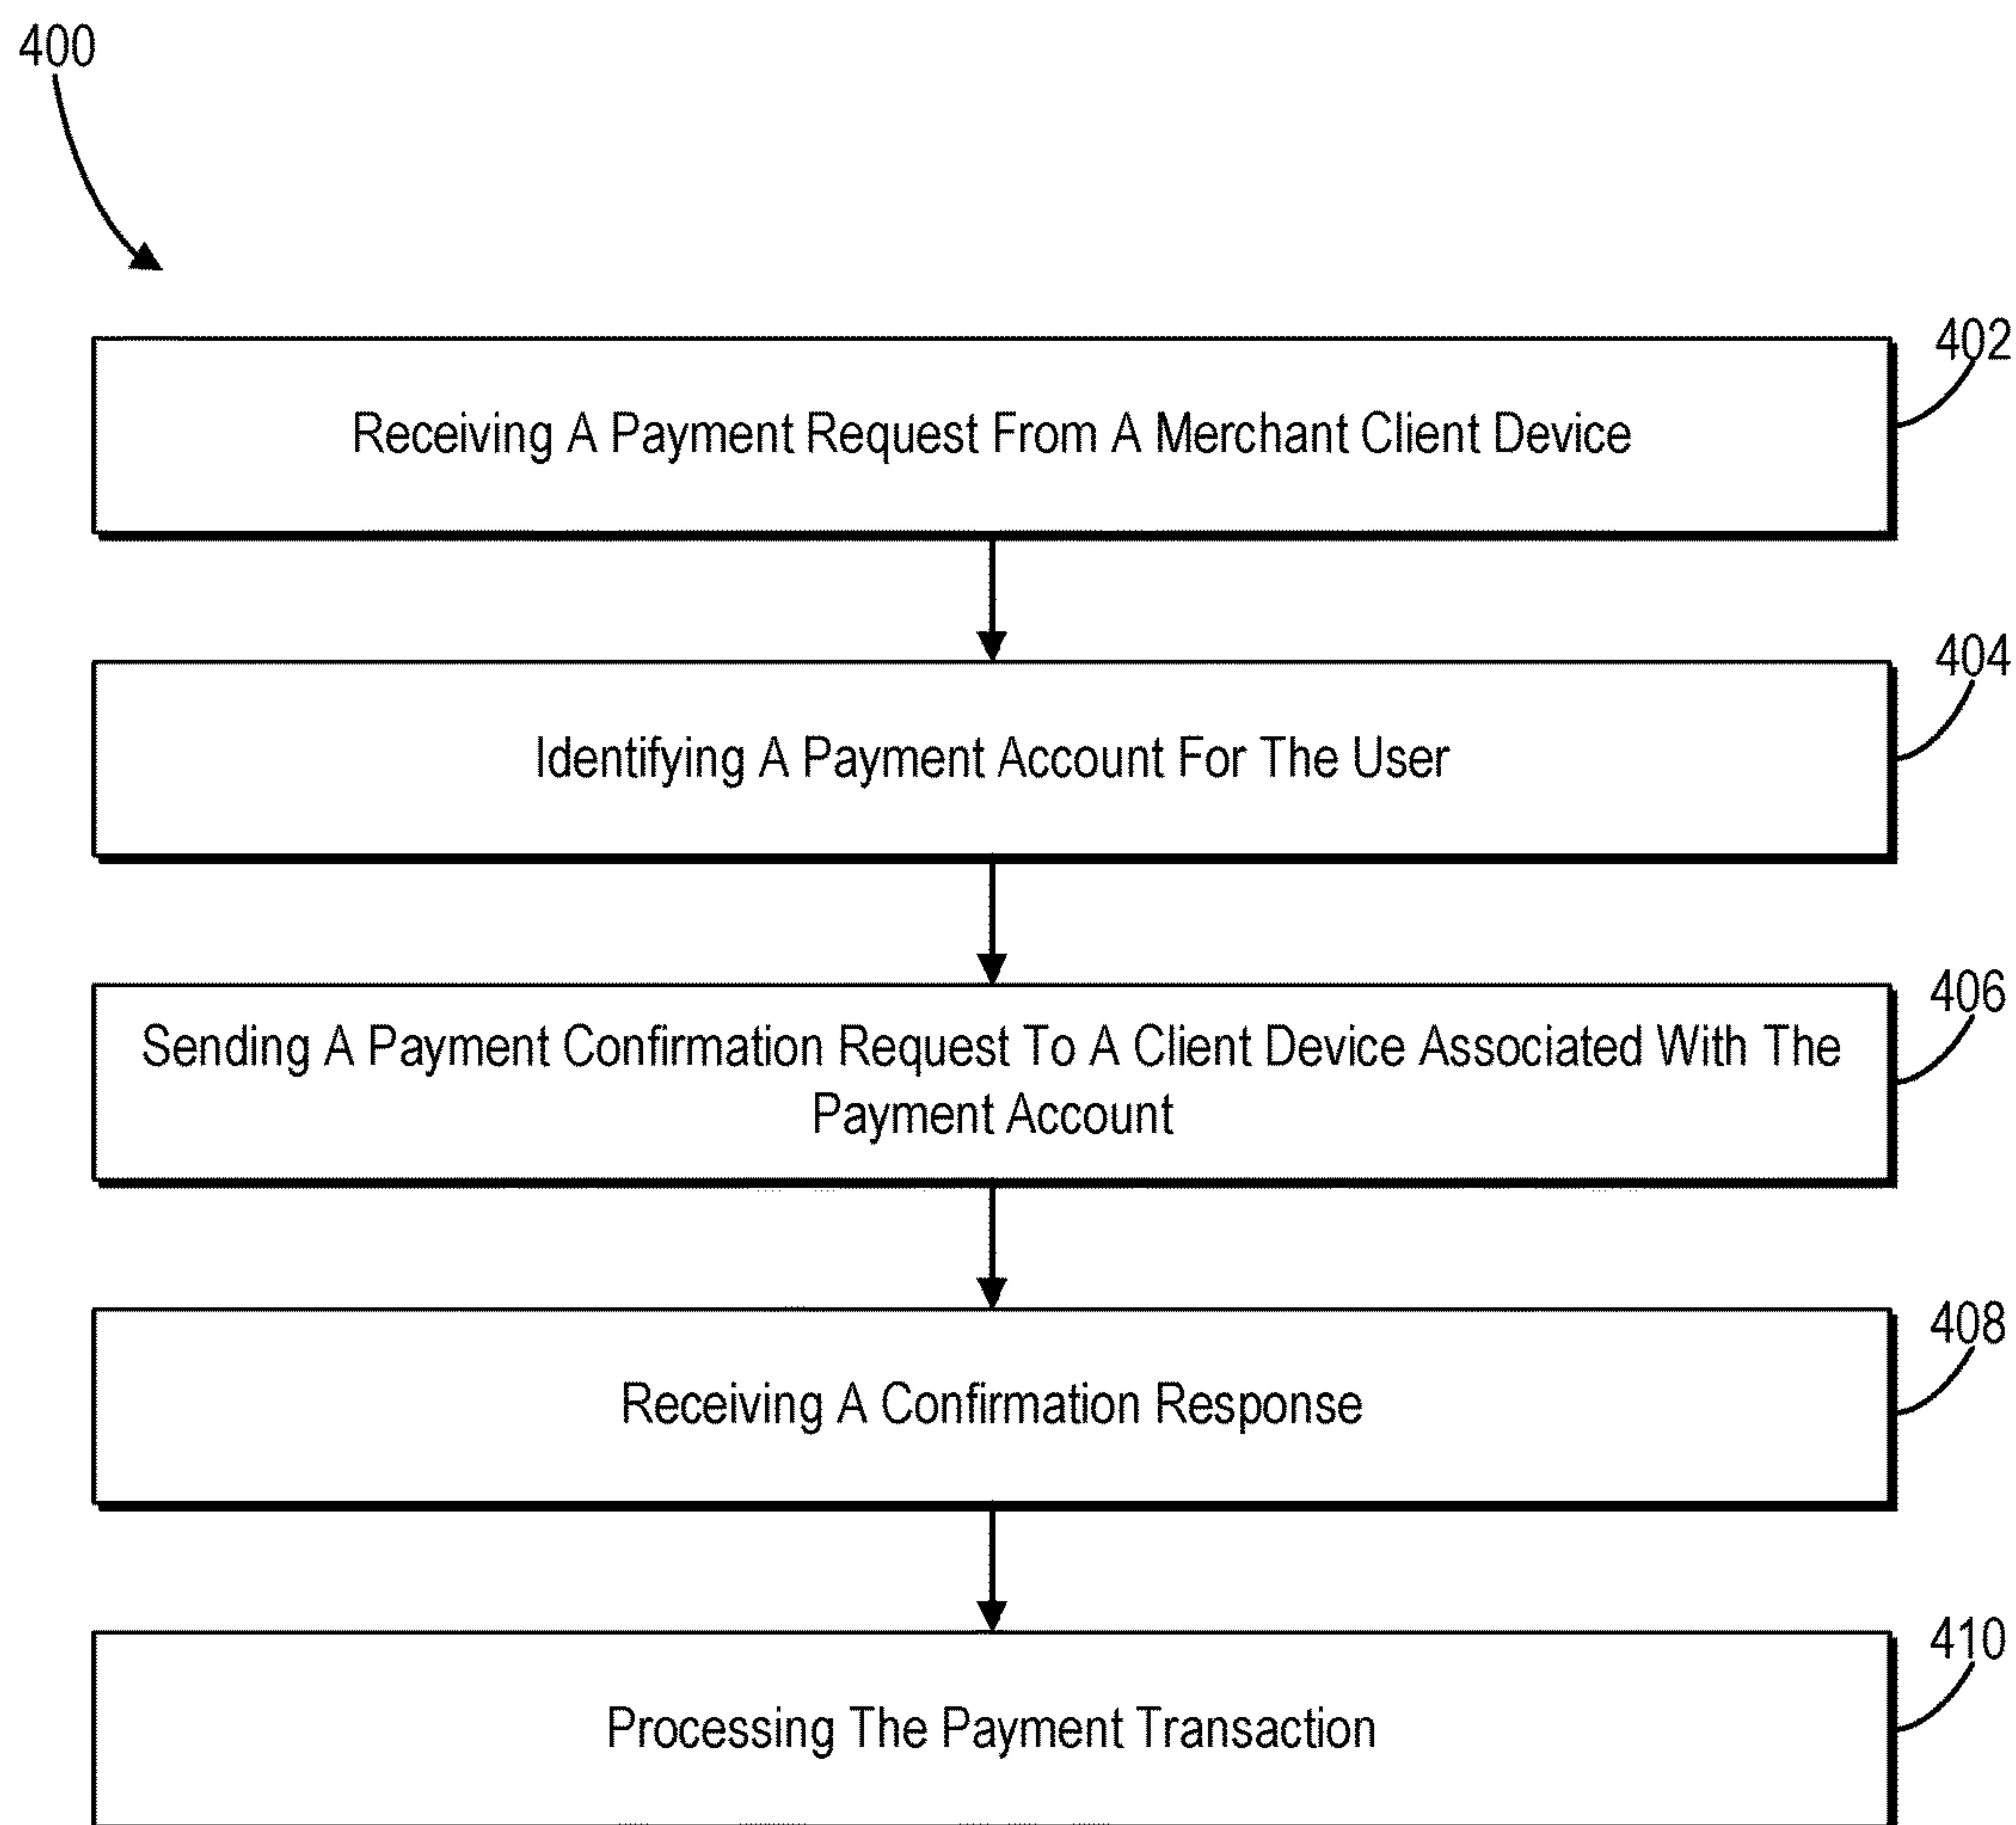 400
402
Receiving A Payment Request From A Merchant Client Device
404
Identifying A Payment Account For The User
406
Sending A Payment Confirmation Request To A Client Device Associated With The
Payment Account
408
Receiving A Confirmation Response
410
Processing The Payment Transaction